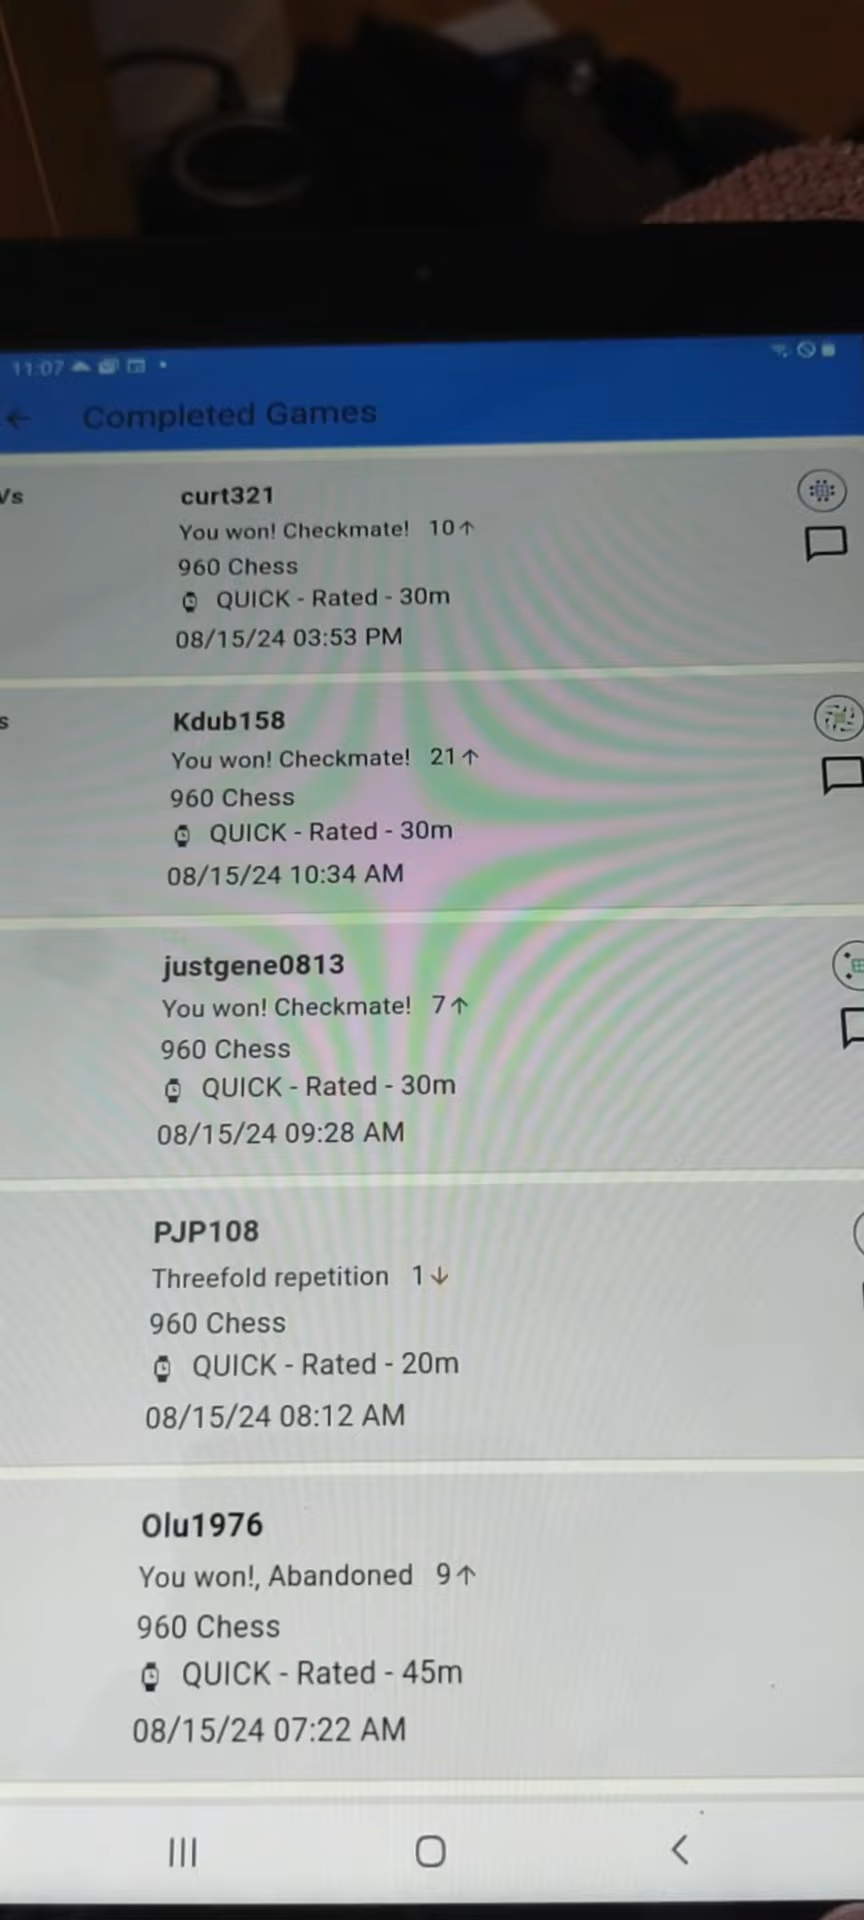 11:07
Completed Games
Vs
curt321
You won! Checkmate! 10↑
960 Chess
QUICK - Rated - 30m
08/15/24 03:53 PM
s
Kdub158
You won! Checkmate! 21↑
960 Chess
QUICK - Rated - 30m
08/15/24 10:34 AM
justgene0813
You won! Checkmate! 7↑
960 Chess
QUICK - Rated - 30m
08/15/24 09:28 AM
PJP108
Threefold repetition 1↓
960 Chess
QUICK - Rated - 20m
08/15/24 08:12 AM
Olu1976
You won!, Abandoned 9↑
960 Chess
QUICK - Rated - 45m
08/15/24 07:22 AM